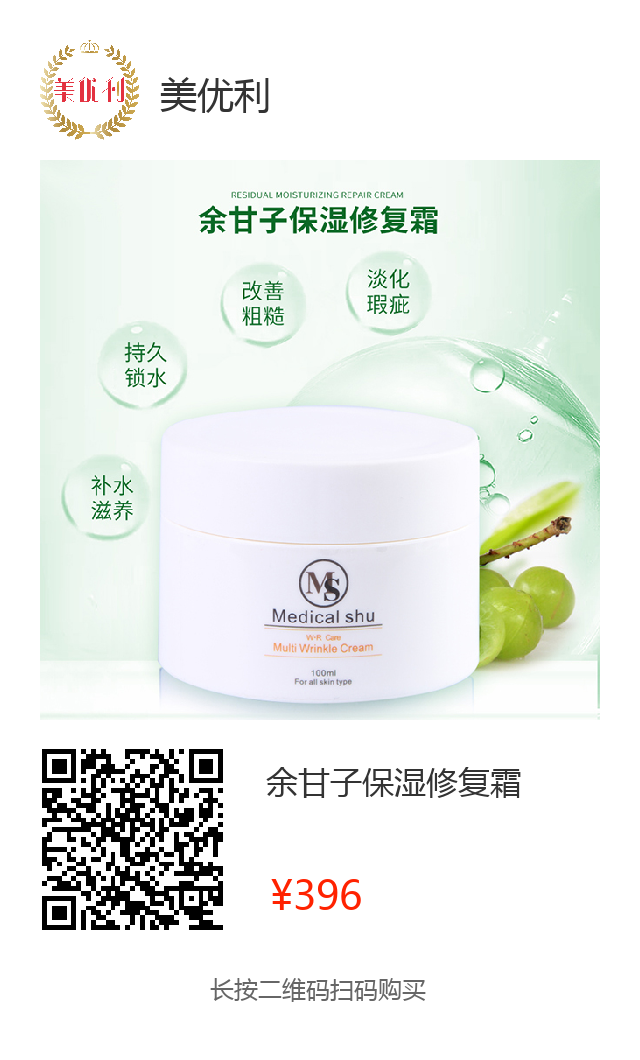 美优利
美优利
RESIDUAL MOISTURIZING REPAIR CREAM
余甘子保湿修复霜
改善
粗糙
淡化
瑕疵
持久
锁水
补水
滋养
MS
Medical shu
W-R Care
Multi Wrinkle Cream
100ml
For all skin type
余甘子保湿修复霜
¥396
长按二维码扫码购买